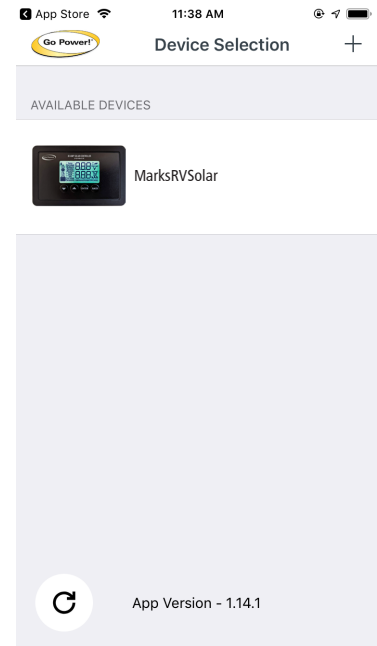 App Store 11:38 AM
Go Power!
Device Selection +
AVAILABLE DEVICES
MarksRVSolar
App Version - 1.14.1